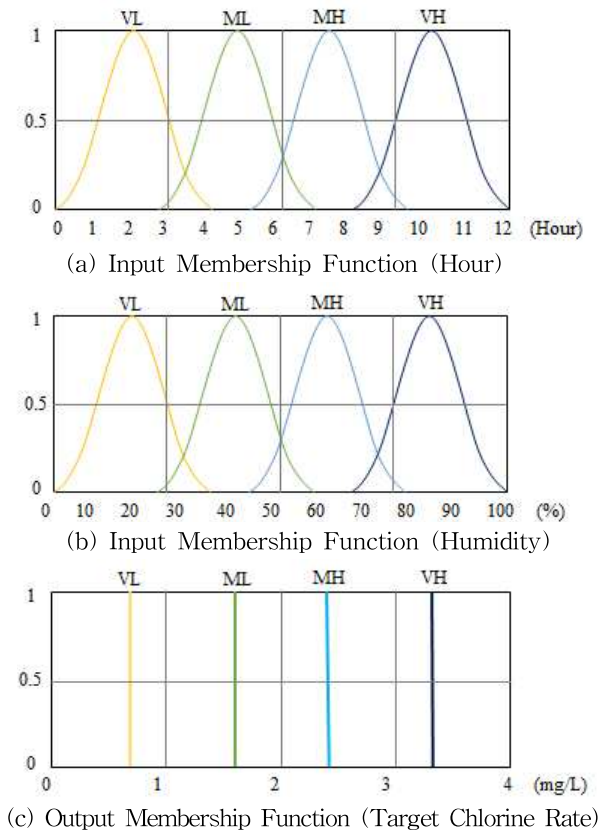 VL ML MH VH
1
0.5
0
0 1 2 3 4 5 6 7 8 9 10 11 12 (Hour)
(a) Input Membership Function (Hour)
VL ML MH VH
1
0.5
0
0 10 20 30 40 50 60 70 80 90 100 (%)
(b) Input Membership Function (Humidity)
VL ML MH VH
1
0.5
0
0 1 2 3 4 (mg/L)
(c) Output Membership Function (Target Chlorine Rate)